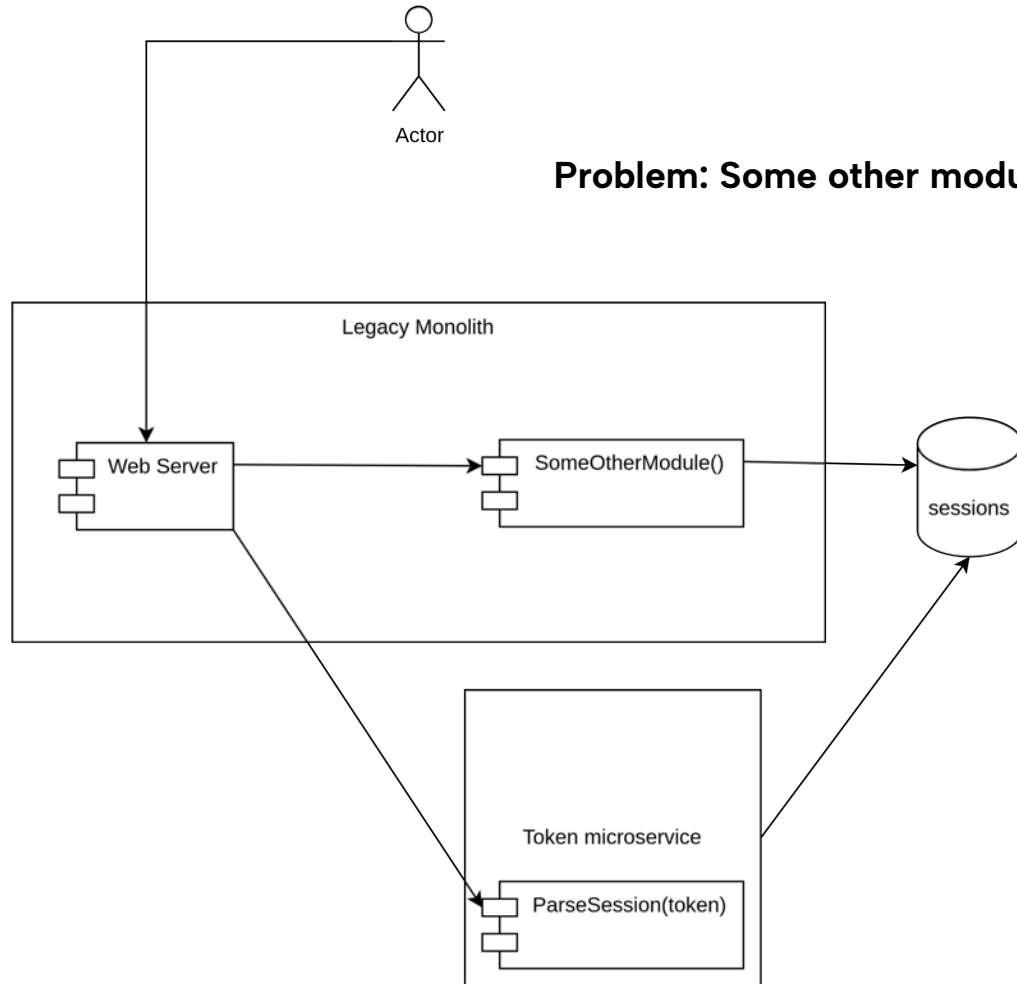 Actor
Problem: Some other modu
Legacy Monolith
Web Server
SomeOtherModule()
sessions
Token microservice
ParseSession(token)